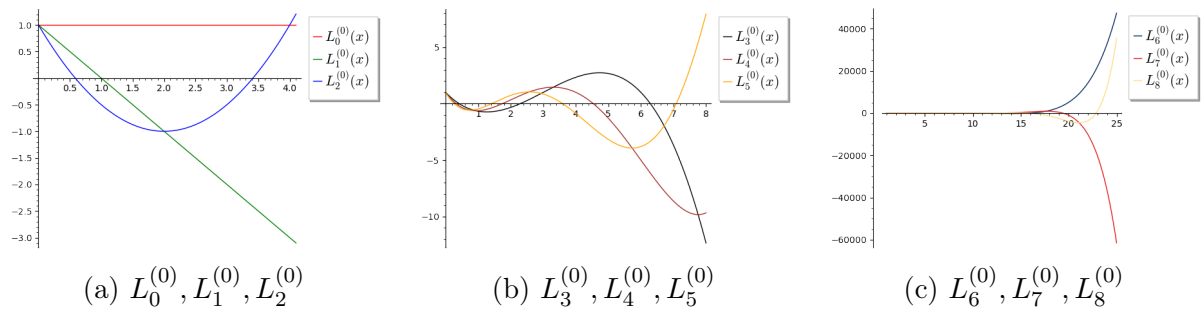 1.0
0.5
−0.5
−1.0
−1.5
−2.0
−2.5
−3.0
0.5 1.0 1.5 2.0 2.5 3.0 3.5 4.0
L_0^{(0)}(x)
L_1^{(0)}(x)
L_2^{(0)}(x)
(a) L_0^{(0)}, L_1^{(0)}, L_2^{(0)}
5
−5
−10
1 2 3 4 5 6 7 8
L_3^{(0)}(x)
L_4^{(0)}(x)
L_5^{(0)}(x)
(b) L_3^{(0)}, L_4^{(0)}, L_5^{(0)}
40000
20000
0
−20000
−40000
−60000
5 10 15 20 25
L_6^{(0)}(x)
L_7^{(0)}(x)
L_8^{(0)}(x)
(c) L_6^{(0)}, L_7^{(0)}, L_8^{(0)}